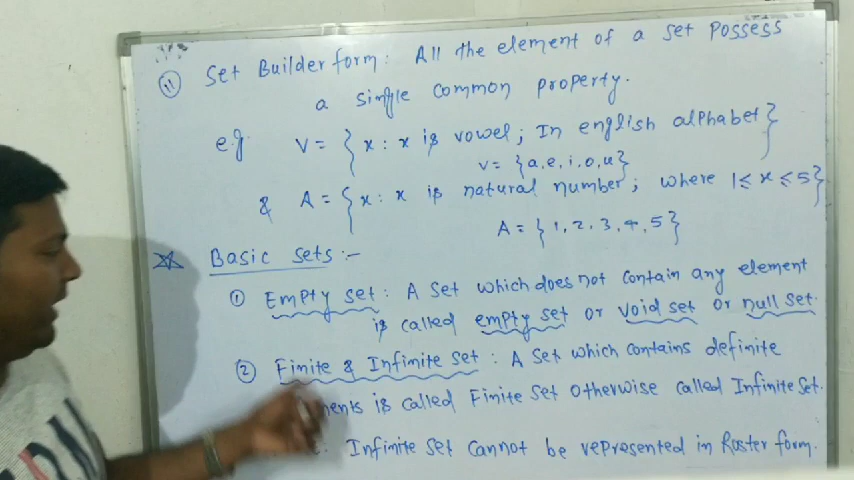 (ii) Set Builder form: All the element of a set possess
a single common property.
e.g. V = { x : x is vowel; In english alphabet }
V = {a, e, i, o, u}
& A = { x : x is natural number; where 1 ≤ x ≤ 5 }
A = { 1, 2, 3, 4, 5 }
☆ Basic sets :-
① Empty set : A set which does not contain any element
is called empty set or void set or null set.
② Finite & Infinite set : A set which contains definite
ments is called Finite set otherwise called Infinite set.
Infinite set cannot be represented in Roster form.